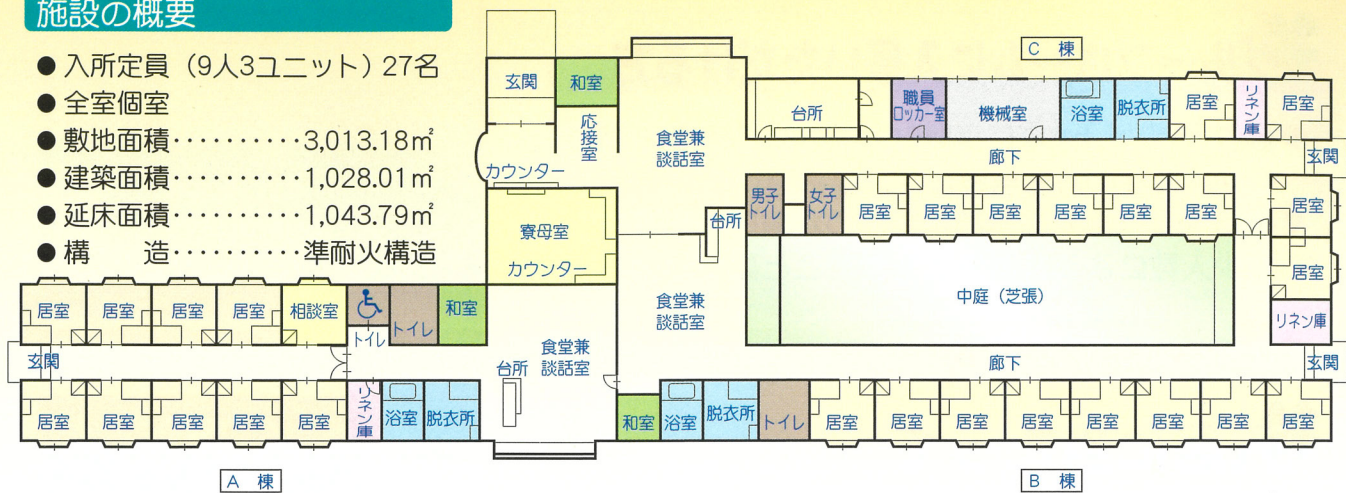 施設の概要
● 入所定員（9人3ユニット）27名
● 全室個室
● 敷地面積‥‥‥‥‥3,013.18㎡
● 建築面積‥‥‥‥‥1,028.01㎡
● 延床面積‥‥‥‥‥1,043.79㎡
● 構　　造‥‥‥‥‥準耐火構造
C 棟
玄関
和室
応接室
カウンター
食堂兼
談話室
台所
職員
ロッカー室
機械室
浴室
脱衣所
居室
リネン庫
居室
廊下
玄関
男子
トイレ
女子
トイレ
居室
居室
居室
居室
居室
居室
居室
台所
寮母室
カウンター
食堂兼
談話室
中庭（芝張）
居室
リネン庫
居室
居室
居室
居室
相談室
トイレ
トイレ
和室
玄関
台所
食堂兼
談話室
廊下
玄関
居室
居室
居室
居室
居室
リネン庫
浴室
脱衣所
和室
浴室
脱衣所
トイレ
居室
居室
居室
居室
居室
居室
居室
居室
A 棟
B 棟